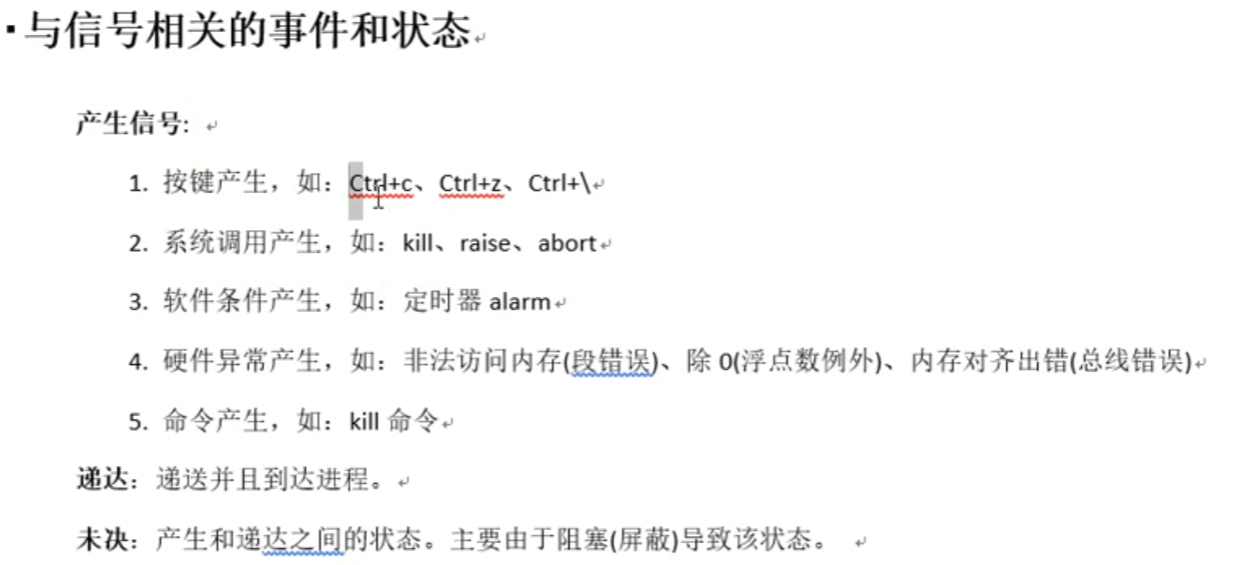 ▪与信号相关的事件和状态
产生信号:
1. 按键产生，如：Ctrl+c、Ctrl+z、Ctrl+\
2. 系统调用产生，如：kill、raise、abort
3. 软件条件产生，如：定时器 alarm
4. 硬件异常产生，如：非法访问内存(段错误)、除 0(浮点数例外)、内存对齐出错(总线错误)
5. 命令产生，如：kill 命令
递达：递送并且到达进程。
未决：产生和递达之间的状态。主要由于阻塞(屏蔽)导致该状态。